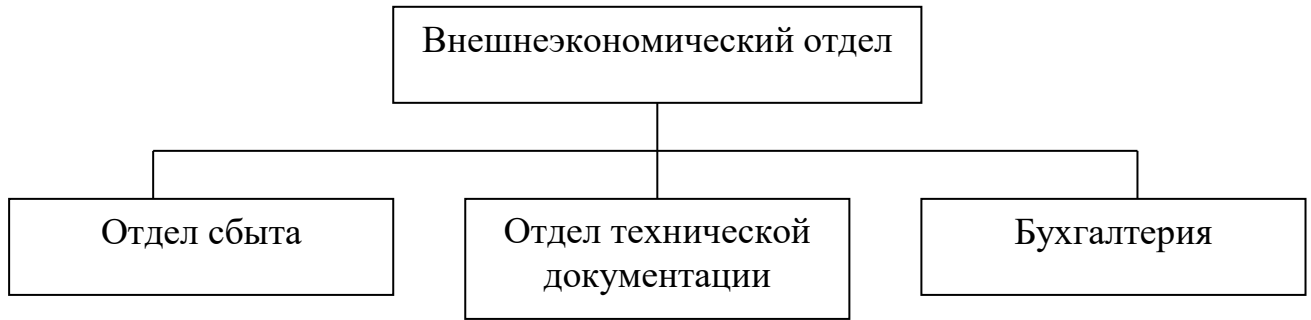 Внешнеэкономический отдел
Отдел сбыта
Отдел технической
документации
Бухгалтерия